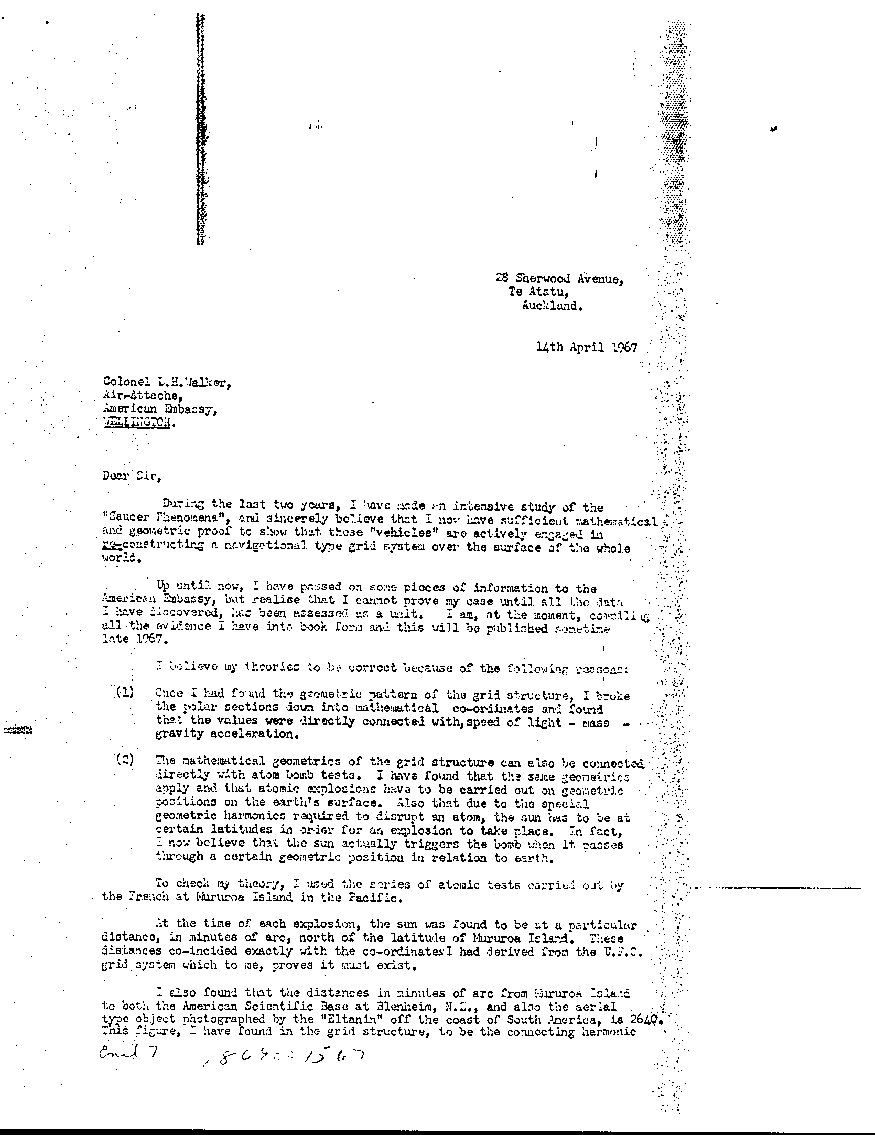 28 Sherwood Avenue,
Te Atatu,
Auckland.
14th April 1967
Colonel L.H.Walker,
Air-Attache,
American Embassy,
WELLINGTON.
Dear Sir,
During the last two years, I have made an intensive study of the
"Saucer Phenomena", and sincerely believe that I now have sufficient mathematical
and geometric proof to show that these "vehicles" are actively engaged in
re-constructing a navigational type grid system over the surface of the whole
world.
Up until now, I have passed on some pieces of information to the
American Embassy, but realise that I cannot prove my case until all the data
I have discovered, has been assessed as a unit. I am, at the moment, compiling
all the evidence I have into book form and this will be published sometime
late 1967.
I believe my theories to be correct because of the following reasons:
(1) Once I had found the geometric pattern of the grid structure, I broke
the polar sections down into mathematical co-ordinates and found
that the values were directly connected with, speed of light - mass -
gravity acceleration.
(2) The mathematical geometrics of the grid structure can also be connected
directly with atom bomb tests. I have found that the same geometrics
apply and that atomic explosions have to be carried out on geometric
positions on the earth's surface. Also that due to the special
geometric harmonics required to disrupt an atom, the sun has to be at
certain latitudes in order for an explosion to take place. In fact,
I now believe that the sun actually triggers the bomb when it passes
through a certain geometric position in relation to earth.
To check my theory, I used the series of atomic tests carried out by
the French at Mururoa Island in the Pacific.
At the time of each explosion, the sun was found to be at a particular
distance, in minutes of arc, north of the latitude of Mururoa Island. These
distances co-incided exactly with the co-ordinates I had derived from the U.F.O.
grid system which to me, proves it must exist.
I also found that the distances in minutes of arc from Mururoa Island
to both the American Scientific Base at Blenheim, N.Z., and also the aerial
type object photographed by the "Eltanin" off the coast of South America, is 2640.
This figure, I have found in the grid structure, to be the connecting harmonic
Encl 7